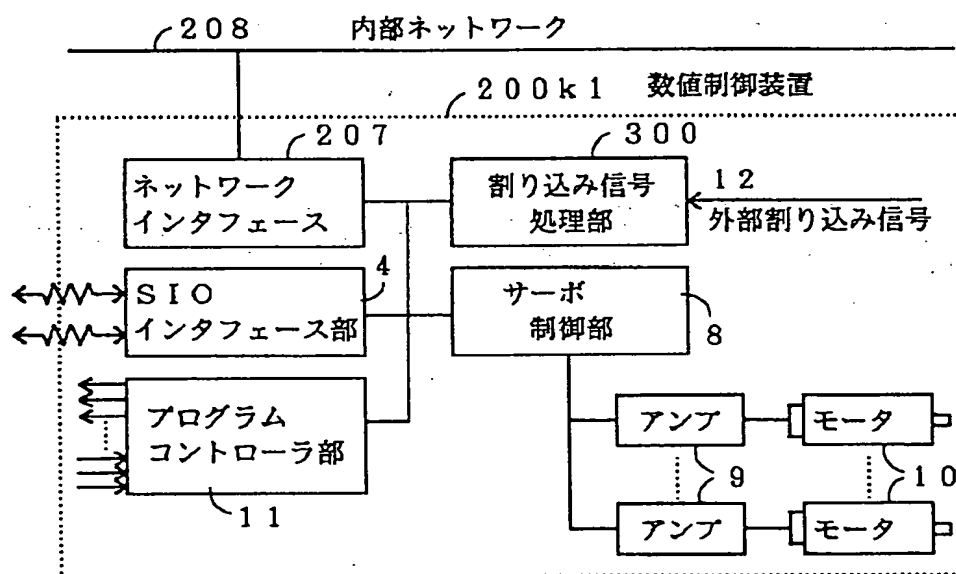 208 内部ネットワーク
200k1 数値制御装置
207
300
ネットワーク
インタフェース
割り込み信号
処理部
12
外部割り込み信号
SIO
インタフェース部
4
サーボ
制御部
8
プログラム
コントローラ部
11
アンプ
モータ
9
10
アンプ
モータ